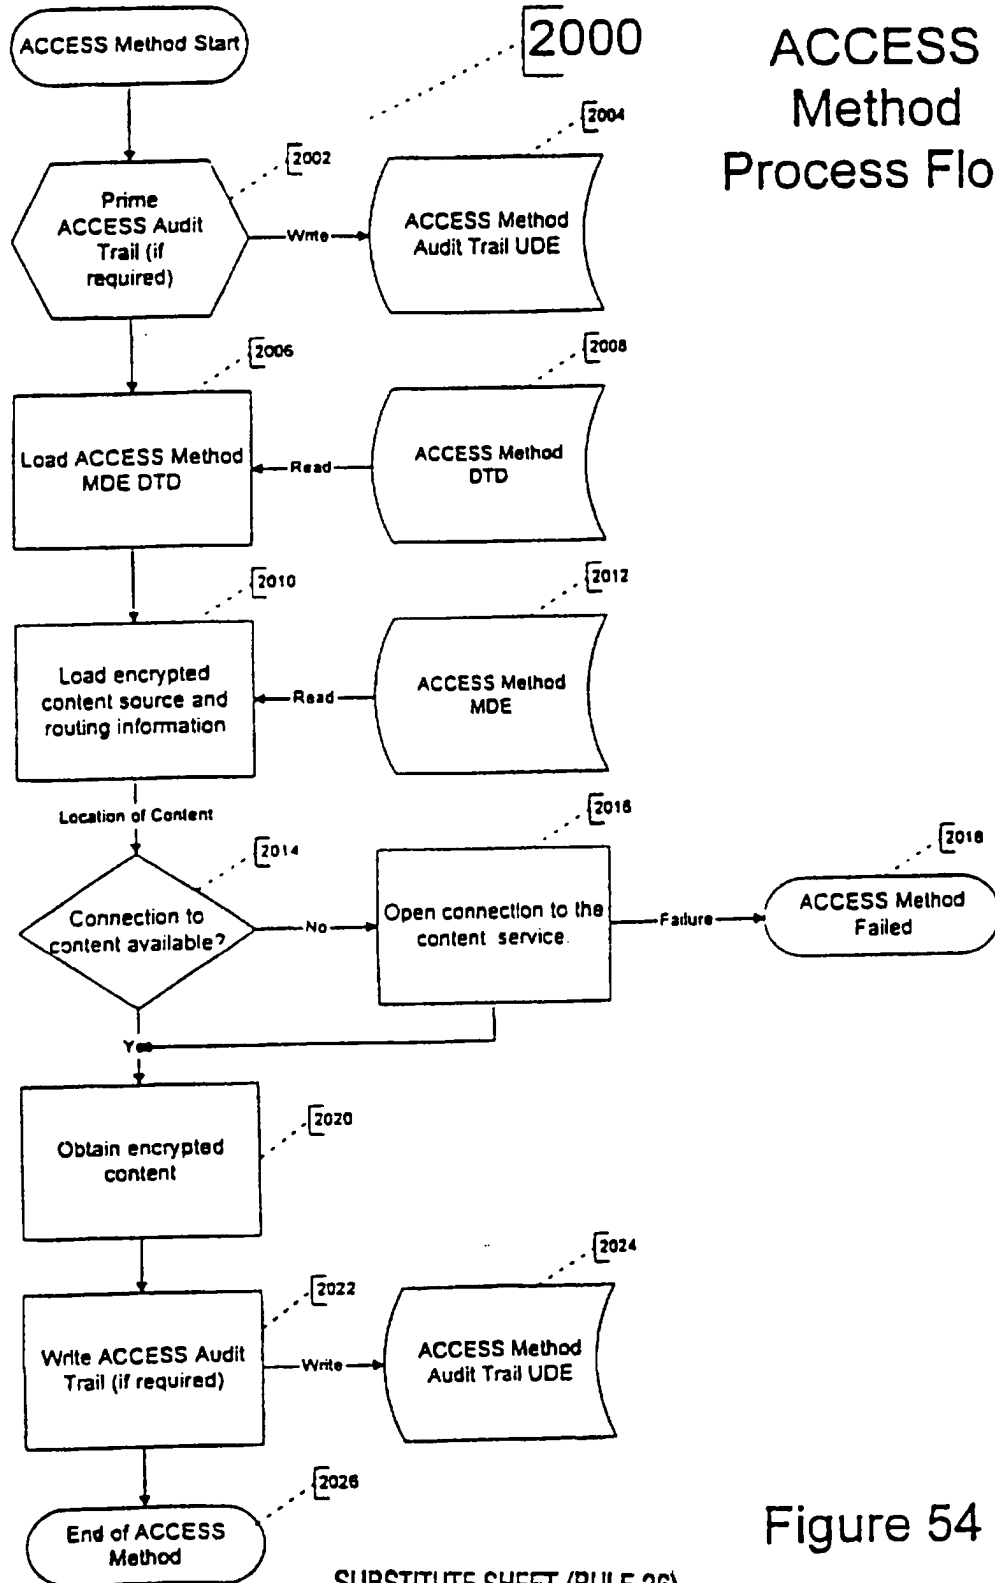 ACCESS Method Start
2000
ACCESS
Method
Process Flo
2004
2002
Prime
ACCESS Audit
Trail (if
required)
Write
ACCESS Method
Audit Trail UDE
2006
2008
Load ACCESS Method
MDE DTD
Read
ACCESS Method
DTD
2010
2012
Load encrypted
content source and
routing information
Read
ACCESS Method
MDE
Location of Content
2014
2016
2018
Connection to
content available?
No
Open connection to the
content service.
Failure
ACCESS Method
Failed
Y
2020
Obtain encrypted
content
2022
2024
Write ACCESS Audit
Trail (if required)
Write
ACCESS Method
Audit Trail UDE
2026
End of ACCESS
Method
Figure 54
SUBSTITUTE SHEET (RULE 26)